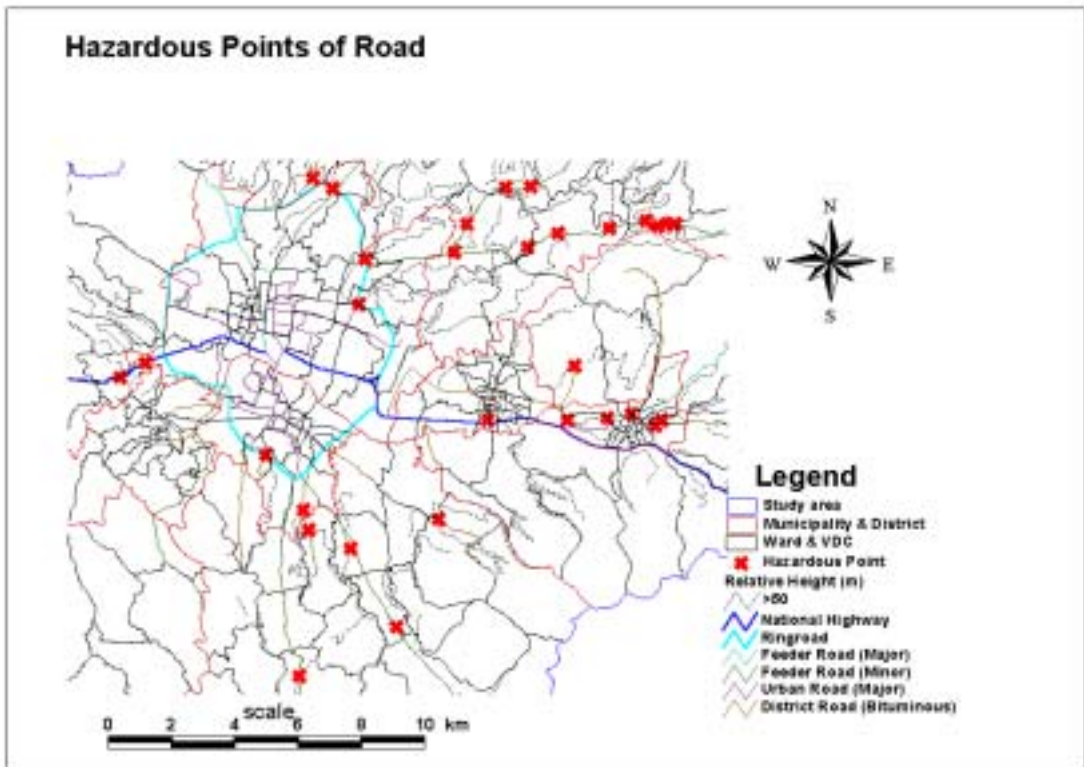 Hazardous Points of Road
N
W E
S
Legend
Study area
Municipality & District
Ward & VDC
Hazardous Point
Relative Height (m)
>50
National Highway
Ringroad
Feeder Road (Major)
Feeder Road (Minor)
Urban Road (Major)
District Road (Bituminous)
scale
0 2 4 6 8 10 km